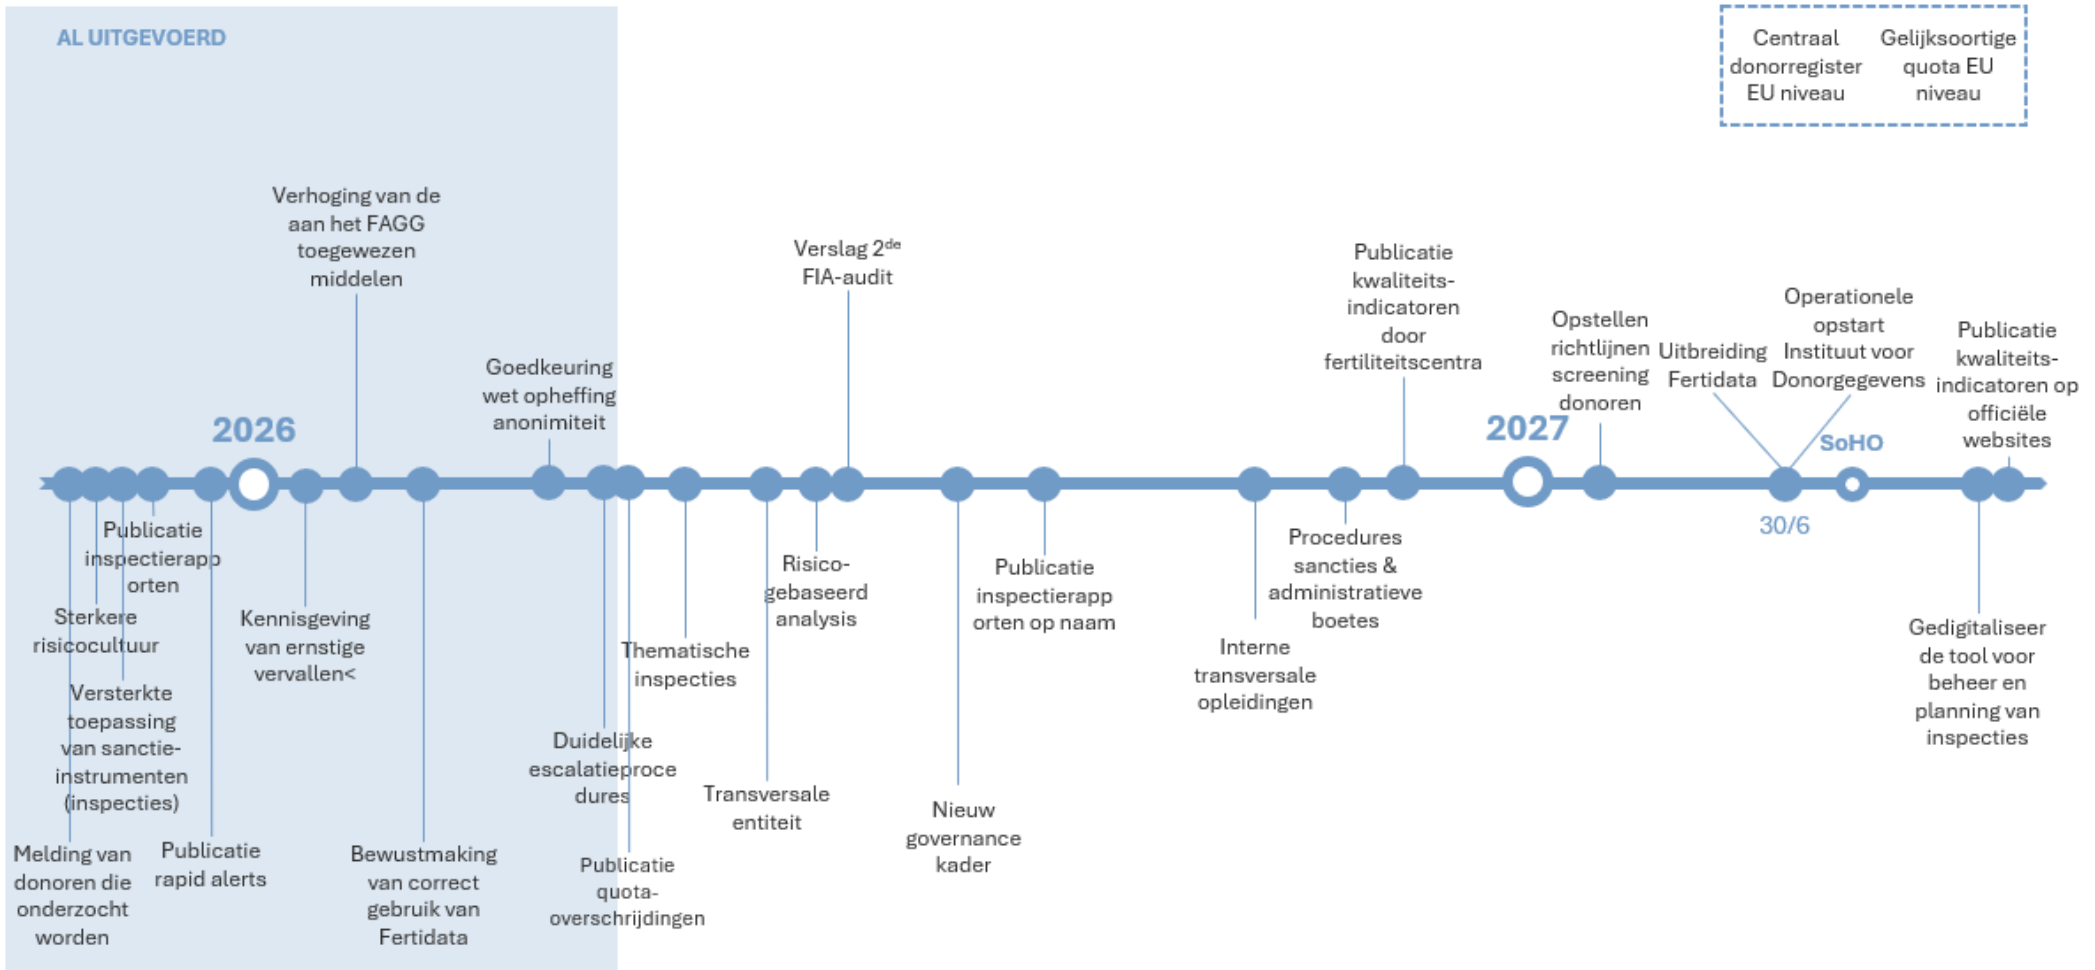 AL UITGEVOERD
Centraal
donorregister
EU niveau
Gelijksoortige
quota EU
niveau
Verhoging van de
aan het FAGG
toegewezen
middelen
Goedkeuring
wet opheffing
anonimiteit
Verslag 2de
FIA-audit
Publicatie
kwaliteits-
indicatoren
door
fertiliteitscentra
Opstellen
richtlijnen
screening
donoren
Uitbreiding
Fertidata
Operationele
opstart
Instituut voor
Donorgegevens
Publicatie
kwaliteits-
indicatoren op
officiële
websites
2026
2027
SoHO
30/6
Publicatie
inspectierapp
orten
Sterkere
risicocultuur
Versterkte
toepassing
van sanctie-
instrumenten
(inspecties)
Melding van
donoren die
onderzocht
worden
Publicatie
rapid alerts
Kennisgeving
van ernstige
vervallen<
Bewustmaking
van correct
gebruik van
Fertidata
Duidelijke
escalatieproce
dures
Publicatie
quota-
overschrijdingen
Thematische
inspecties
Transversale
entiteit
Risico-
gebaseerd
analysis
Nieuw
governance
kader
Publicatie
inspectierapp
orten op naam
Interne
transversale
opleidingen
Procedures
sancties &
administratieve
boetes
Gedigitaliseer
de tool voor
beheer en
planning van
inspecties